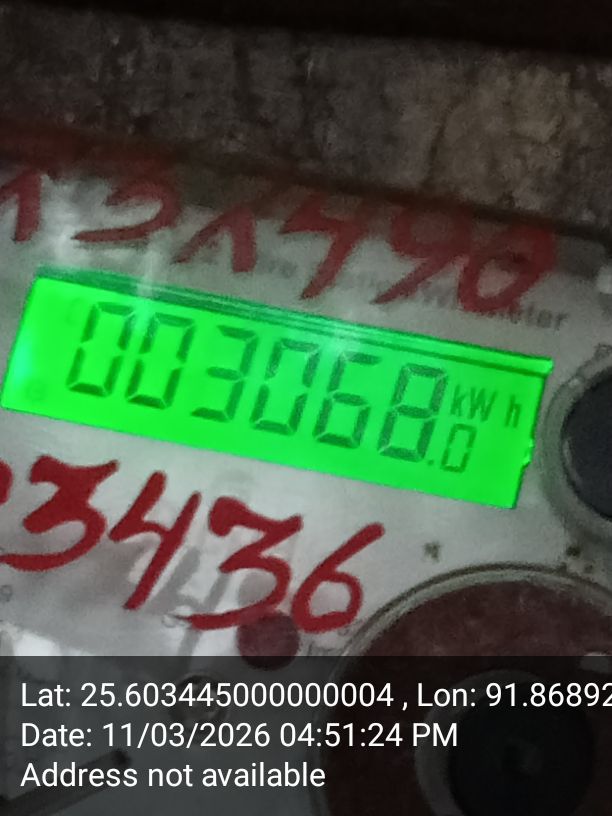 003068.0 kWh
3436
Lat: 25.603445000000004 , Lon: 91.86892
Date: 11/03/2026 04:51:24 PM
Address not available